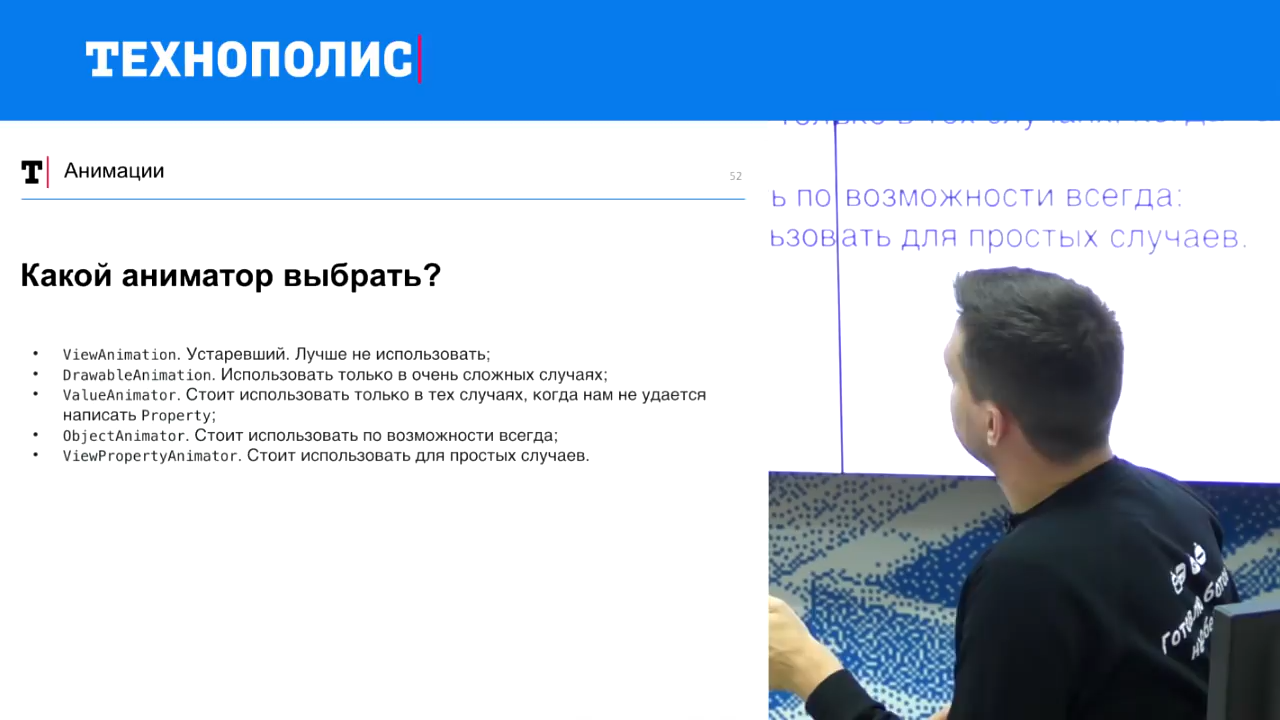 ТЕХНОПОЛИС
Т Анимации
52
Какой аниматор выбрать?
• ViewAnimation. Устаревший. Лучше не использовать;
• DrawableAnimation. Использовать только в очень сложных случаях;
• ValueAnimator. Стоит использовать только в тех случаях, когда нам не удается
написать Property;
• ObjectAnimator. Стоит использовать по возможности всегда;
• ViewPropertyAnimator. Стоит использовать для простых случаев.
ь по возможности всегда:
ьзовать для простых случаев.